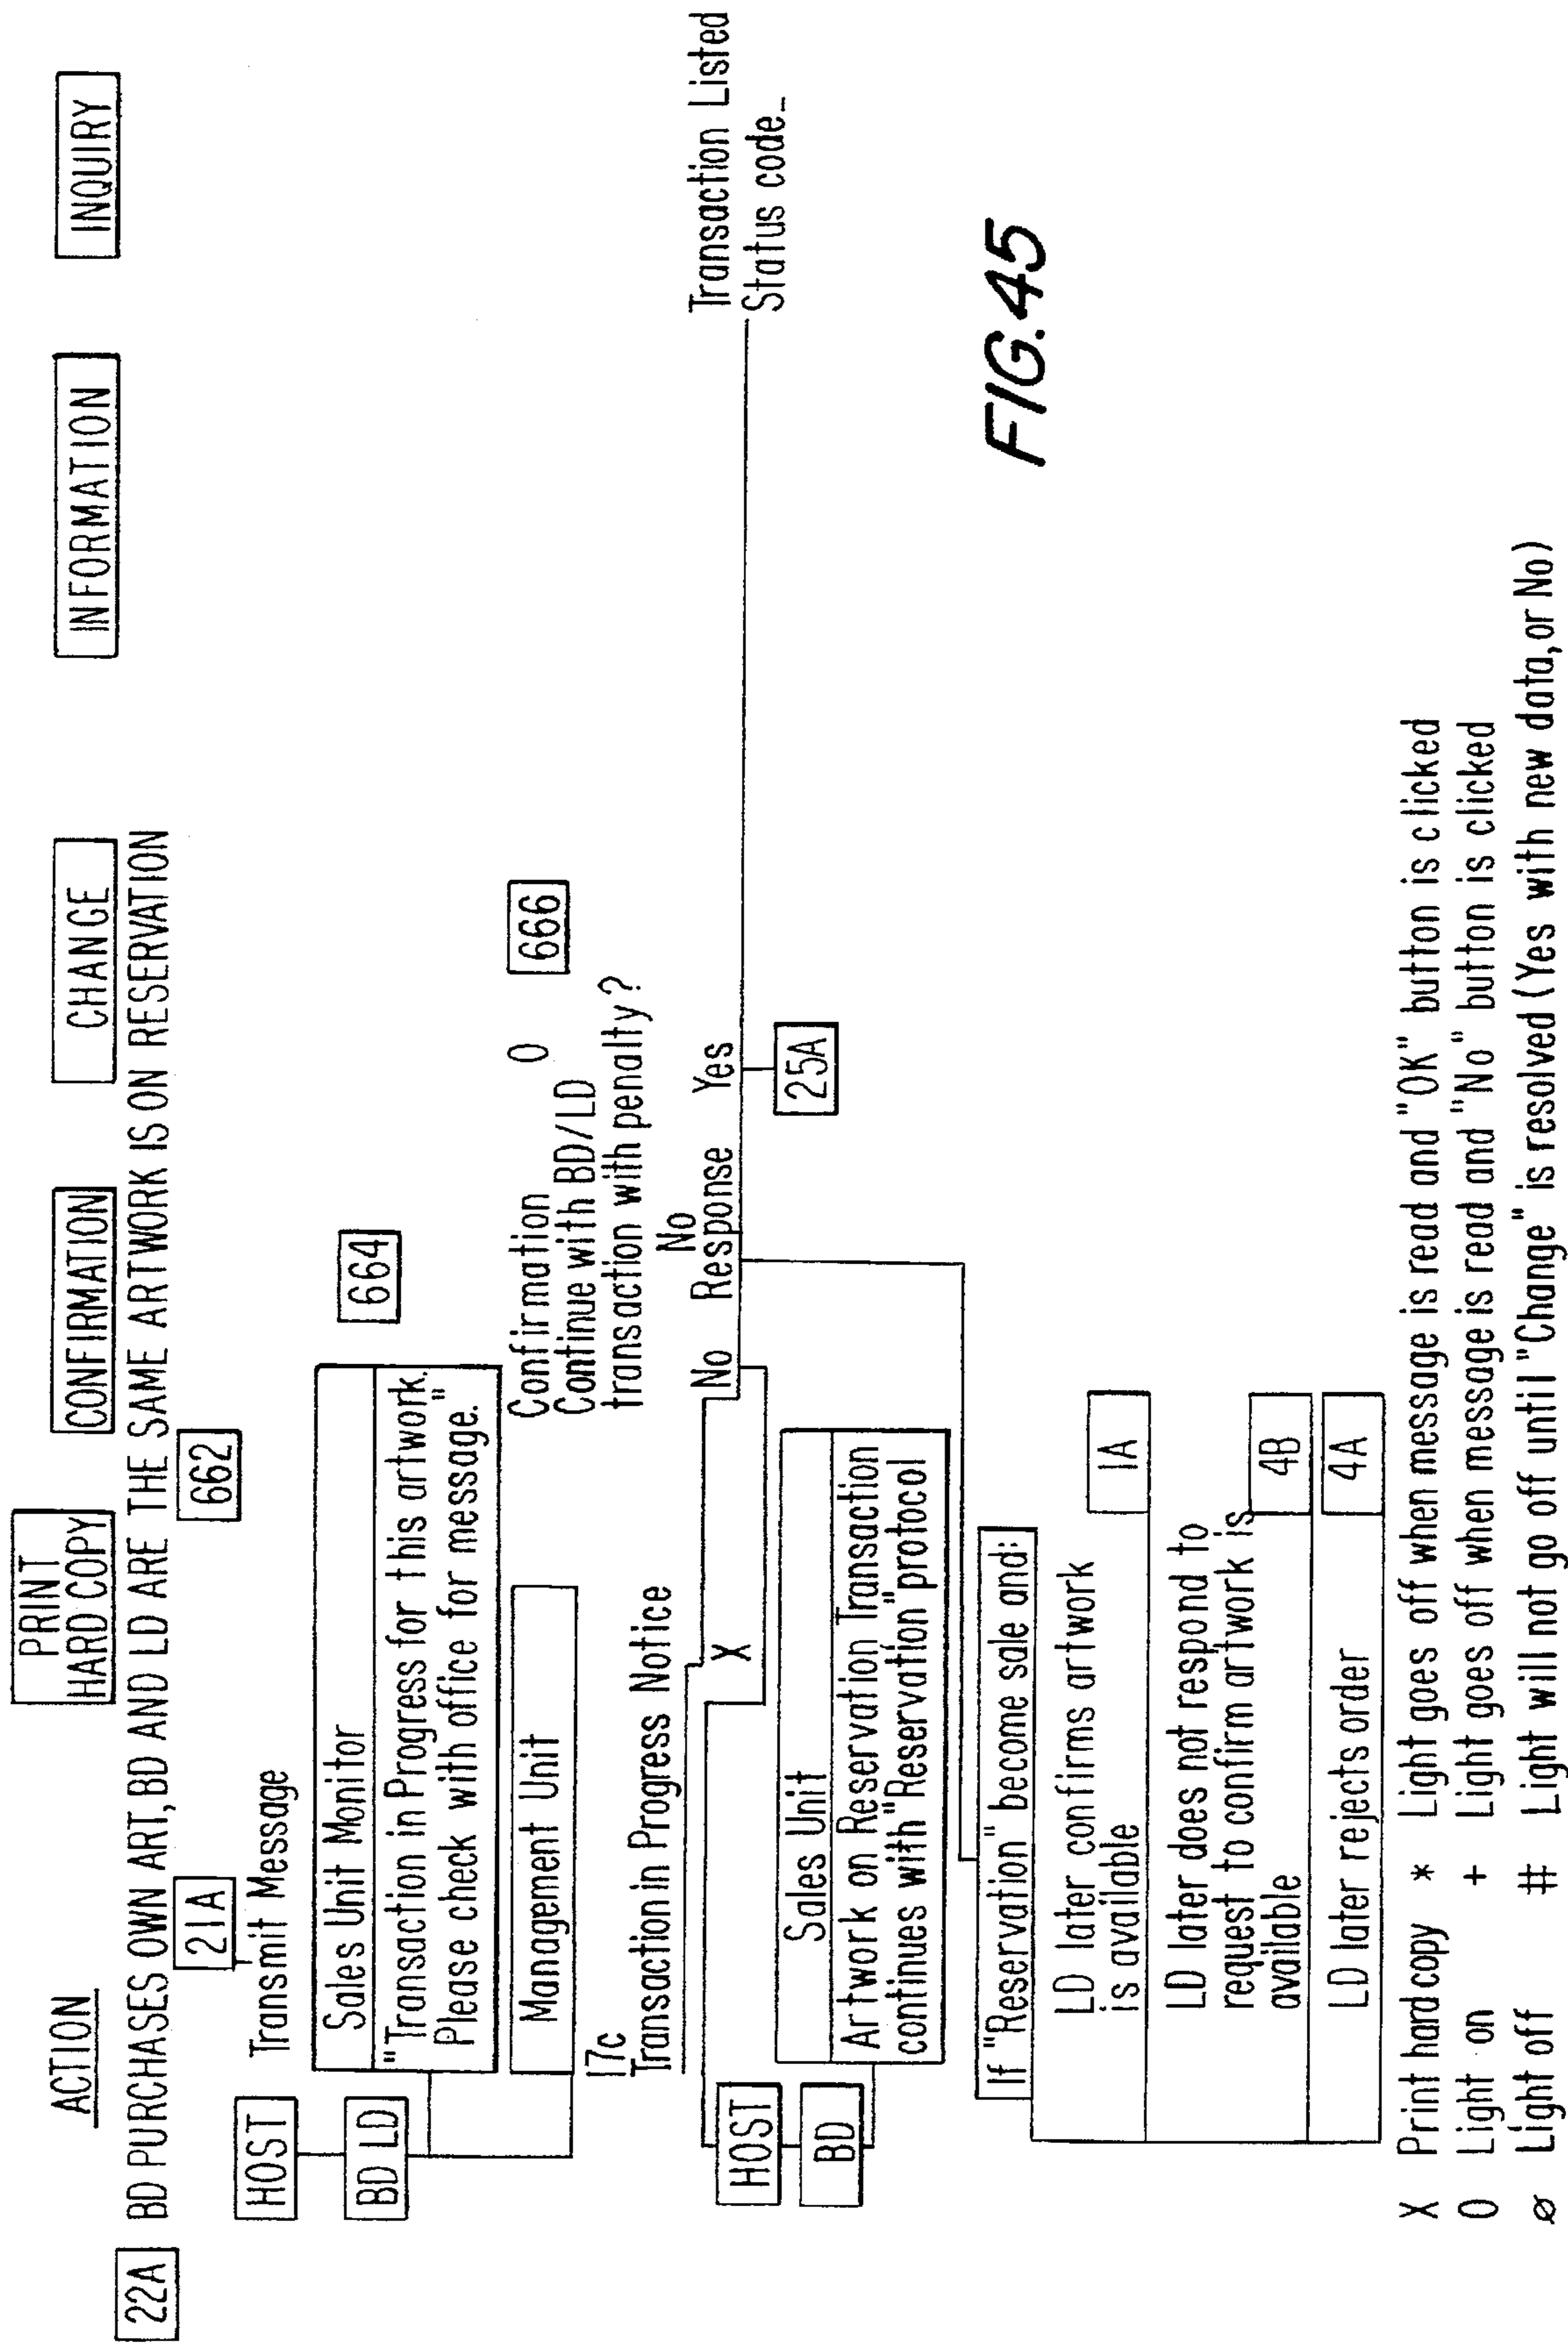 ACTION
PRINT
HARD COPY
CONFIRMATION
CHANGE
INFORMATION
INQUIRY
22A
BD PURCHASES OWN ART, BD AND LD ARE THE SAME ARTWORK IS ON RESERVATION
21A
662
HOST
Transmit Message
BD LD
Sales Unit Monitor
664
"Transaction in Progress for this artwork.
Please check with office for message."
Management Unit
Confirmation O
666
Continue with BD/LD
transaction with penalty?
17c
Transaction in Progress Notice
X
No
No
Response
Yes
Transaction Listed
Status code_
25A
HOST
BD
Sales Unit
Artwork on Reservation Transaction
continues with "Reservation" protocol
If "Reservation" become sale and:
LD later confirms artwork
is available
1A
LD later does not respond to
request to confirm artwork is
available
4B
LD later rejects order
4A
X Print hard copy * Light goes off when message is read and "OK" button is clicked
O Light on + Light goes off when message is read and "No" button is clicked
ø Light off # Light will not go off until "Change" is resolved (Yes with new data, or No)
FIG. 45